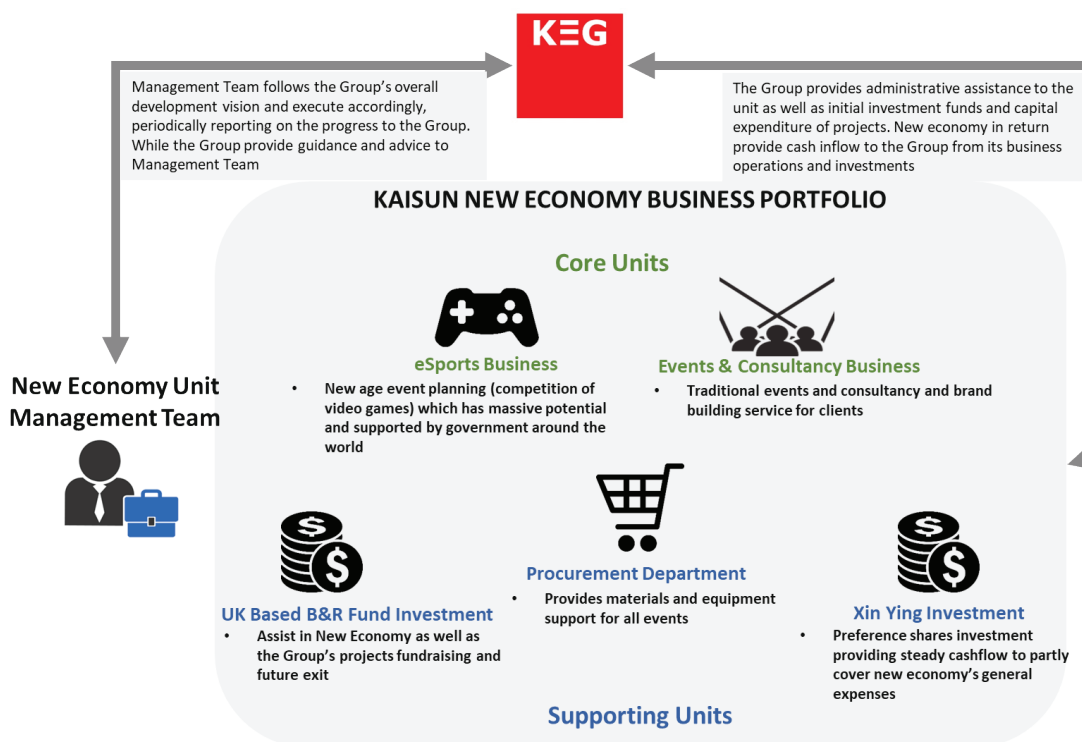 KEG
Management Team follows the Group's overall
development vision and execute accordingly,
periodically reporting on the progress to the Group.
While the Group provide guidance and advice to
Management Team
The Group provides administrative assistance to the
unit as well as initial investment funds and capital
expenditure of projects. New economy in return
provide cash inflow to the Group from its business
operations and investments
KAISUN NEW ECONOMY BUSINESS PORTFOLIO
Core Units
eSports Business
• New age event planning (competition of
video games) which has massive potential
and supported by government around the
world
Events & Consultancy Business
• Traditional events and consultancy and brand
building service for clients
New Economy Unit
Management Team
$
$
UK Based B&R Fund Investment
• Assist in New Economy as well as
the Group's projects fundraising and
future exit
Procurement Department
• Provides materials and equipment
support for all events
$
$
Xin Ying Investment
• Preference shares investment
providing steady cashflow to partly
cover new economy's general
expenses
Supporting Units